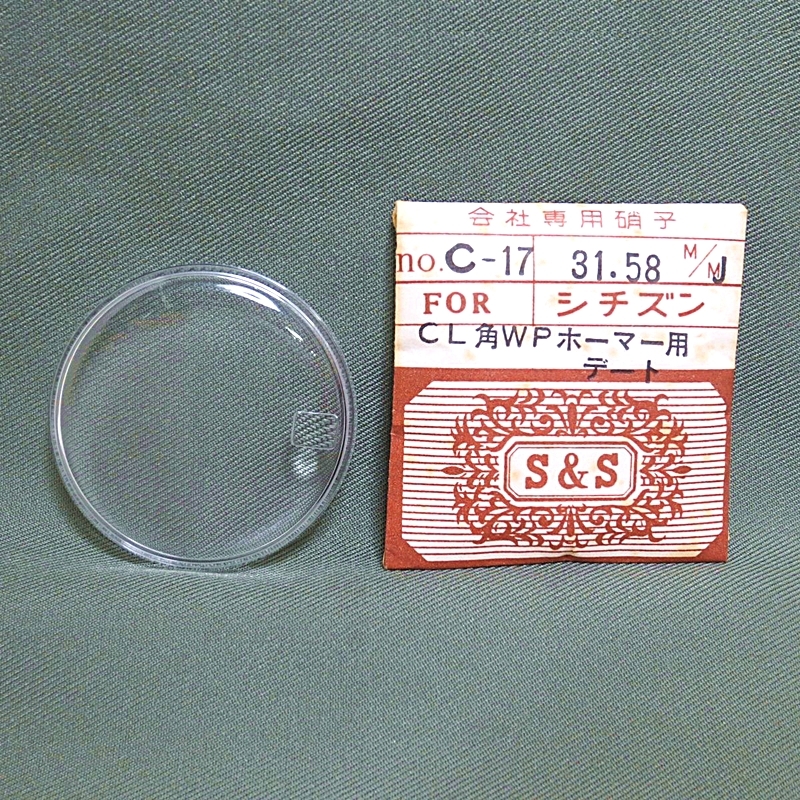 会社専用硝子
no. C-17 31.58 M/M J
FOR シチズン
CL角WPホーマー用
デート
S&S